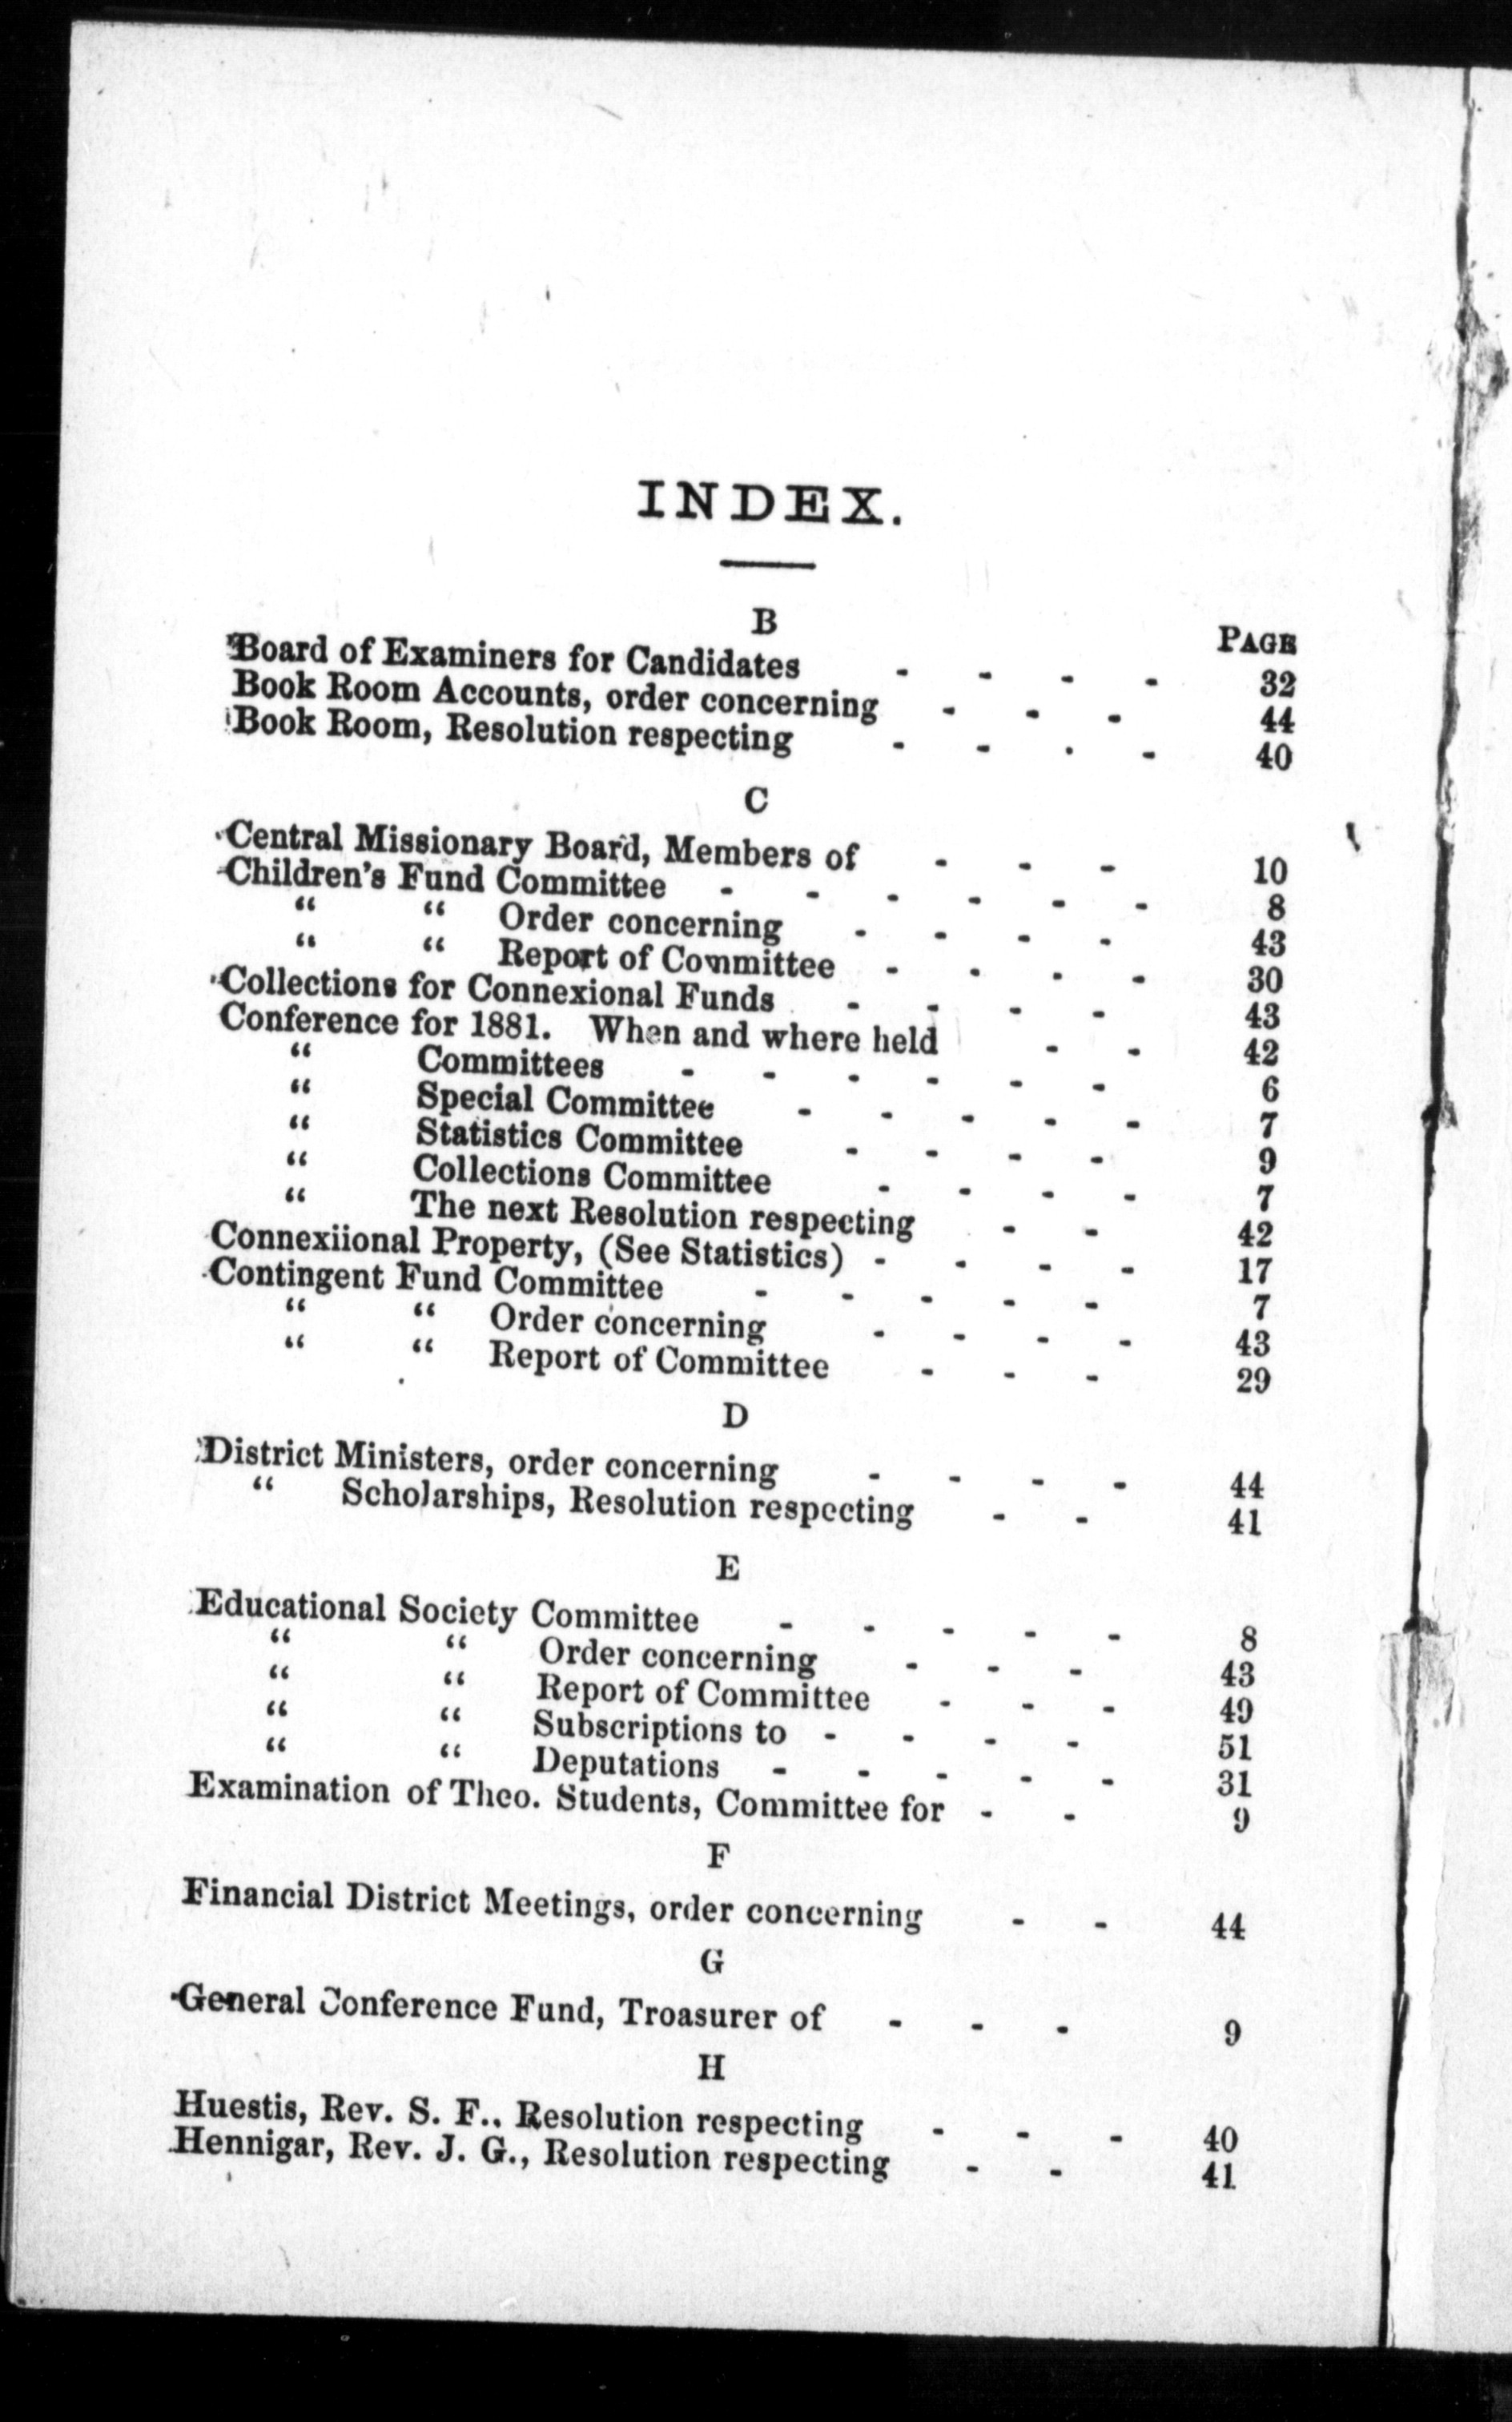 INDEX.
B
PAGE
Board of Examiners for Candidates - - - - 32
Book Room Accounts, order concerning - - - 44
Book Room, Resolution respecting - - . - 40
C
Central Missionary Board, Members of - - - 10
Children's Fund Committee - - - - - - 8
“ “ Order concerning - - - - 43
“ “ Report of Committee - - - - 30
Collections for Connexional Funds - - - - 43
Conference for 1881. When and where held - - 42
“ Committees - - - - - - 6
“ Special Committee - - - - - 7
“ Statistics Committee - - - - 9
“ Collections Committee - - - - 7
“ The next Resolution respecting - - 42
Connexiional Property, (See Statistics) - - - - 17
Contingent Fund Committee - - - - - 7
“ “ Order concerning - - - - 43
“ “ Report of Committee - - - 29
D
District Ministers, order concerning - - - - 44
“ Scholarships, Resolution respecting - - 41
E
Educational Society Committee - - - - - 8
“ “ Order concerning - - - 43
“ “ Report of Committee - - - 49
“ “ Subscriptions to - - - - 51
“ “ Deputations - - - - - 31
Examination of Theo. Students, Committee for - - 9
F
Financial District Meetings, order concerning - - 44
G
General Conference Fund, Troasurer of - - - 9
H
Huestis, Rev. S. F., Resolution respecting - - - 40
Hennigar, Rev. J. G., Resolution respecting - - 41